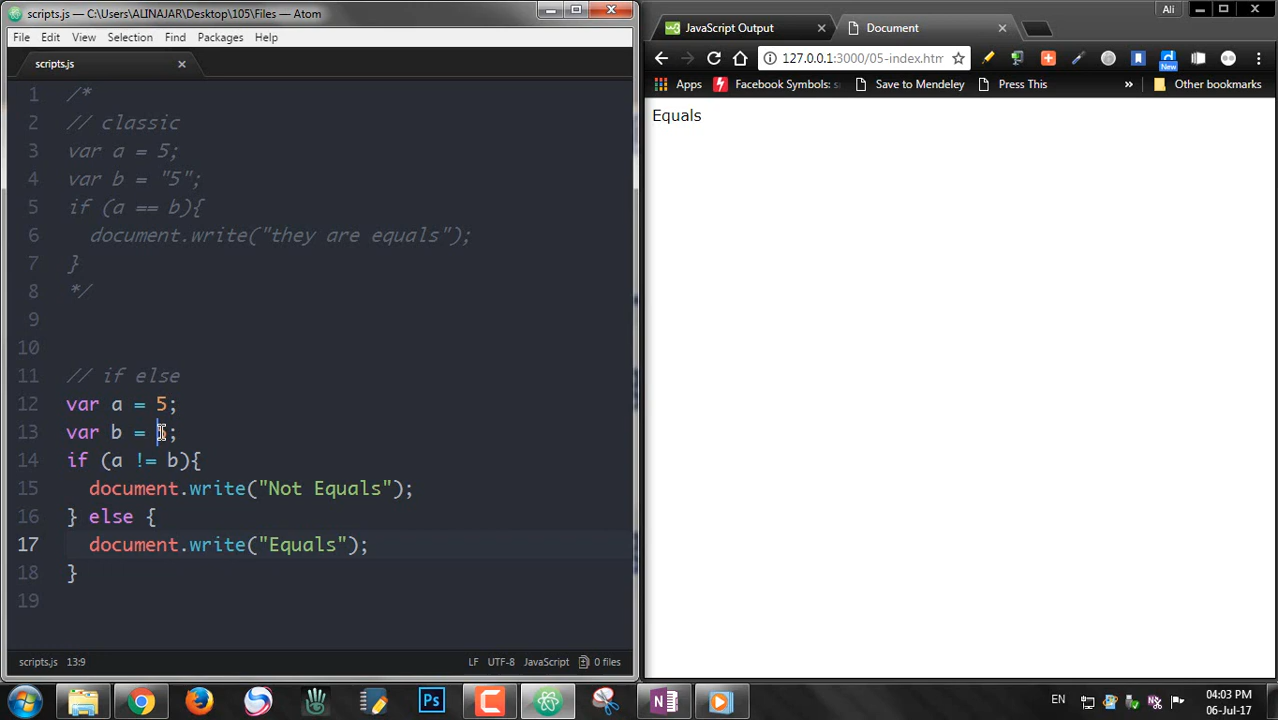 scripts.js — C:\Users\ALINAJAR\Desktop\105\Files — Atom
File Edit View Selection Find Packages Help
scripts.js
1 /*
2 // classic
3 var a = 5;
4 var b = "5";
5 if (a == b){
6 document.write("they are equals");
7 }
8 */
9
10
11 // if else
12 var a = 5;
13 var b = ;
14 if (a != b){
15 document.write("Not Equals");
16 } else {
17 document.write("Equals");
18 }
19
scripts.js 13:9 LF UTF-8 JavaScript 0 files
Ali
JavaScript Output Document
127.0.0.1:3000/05-index.htm
Apps Facebook Symbols: Save to Mendeley Press This » Other bookmarks
New
Equals
Ps
EN
04:03 PM
06-Jul-17